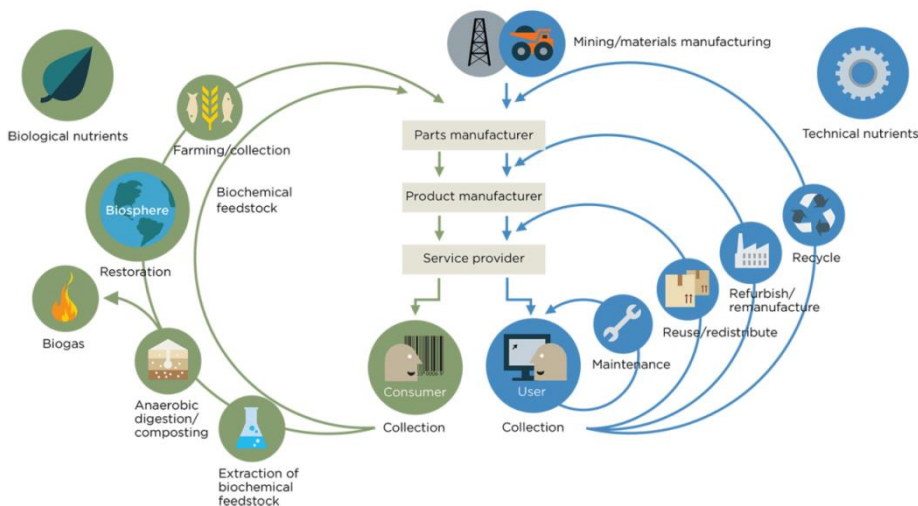 Mining/materials manufacturing
Biological nutrients
Technical nutrients
Farming/collection
Parts manufacturer
Biochemical
feedstock
Product manufacturer
Biosphere
Restoration
Service provider
Recycle
Refurbish/
remanufacture
Reuse/redistribute
Biogas
Maintenance
Consumer
User
Collection
Collection
Anaerobic
digestion/
composting
Extraction of
biochemical
feedstock